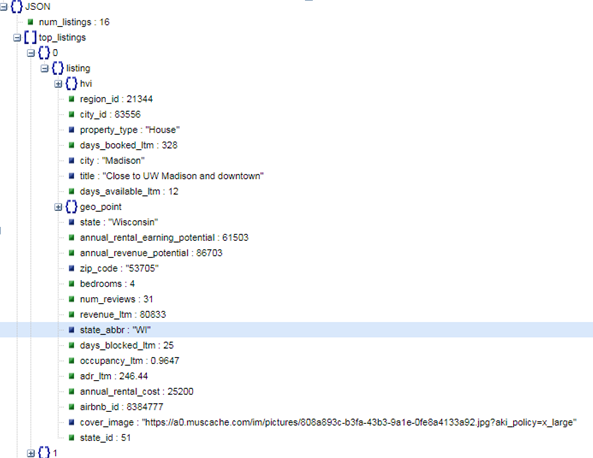 JSON
num_listings : 16
top_listings
0
listing
hvi
region_id : 21344
city_id : 83556
property_type : "House"
days_booked_ltm : 328
city : "Madison"
title : "Close to UW Madison and downtown"
days_available_ltm : 12
geo_point
state : "Wisconsin"
annual_rental_earning_potential : 61503
annual_revenue_potential : 86703
zip_code : "53705"
bedrooms : 4
num_reviews : 31
revenue_ltm : 80833
state_abbr : "WI"
days_blocked_ltm : 25
occupancy_ltm : 0.9647
adr_ltm : 246.44
annual_rental_cost : 25200
airbnb_id : 8384777
cover_image : "https://a0.muscache.com/im/pictures/808a893c-b3fa-43b3-9a1e-0fe8a4133a92.jpg?aki_policy=x_large"
state_id : 51
1